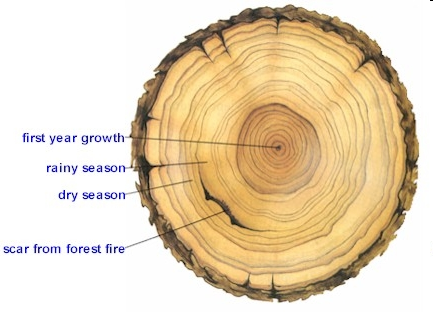 first year growth
rainy season
dry season
scar from forest fire